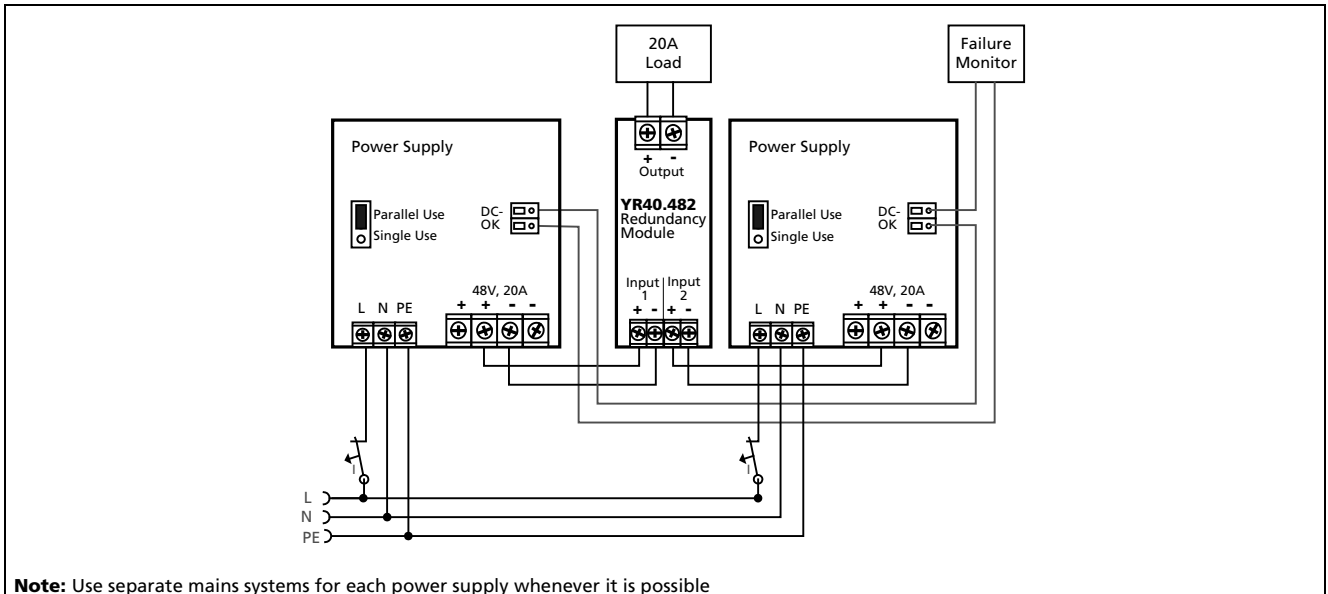 20A
Load
Failure
Monitor
Power Supply
Parallel Use
Single Use
DC-
OK
48V, 20A
+ + - -
L N PE
+ -
Output
YR40.482
Redundancy
Module
Input
1
Input
2
+ - + -
Power Supply
Parallel Use
Single Use
DC-
OK
48V, 20A
+ + - -
L N PE
I
I
L
N
PE
Note: Use separate mains systems for each power supply whenever it is possible